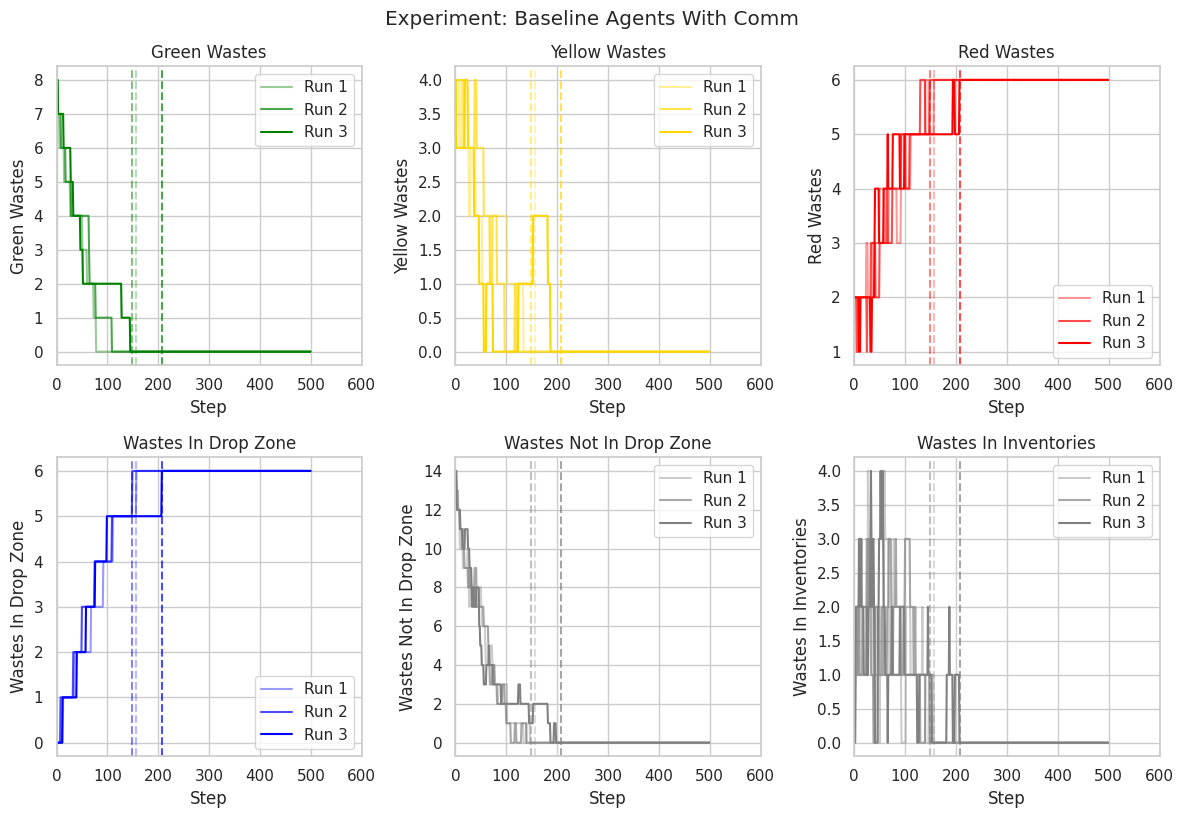 Experiment: Baseline Agents With Comm
Green Wastes
Green Wastes
8
7
6
5
4
3
2
1
0
0 100 200 300 400 500 600
Step
Run 1
Run 2
Run 3
Yellow Wastes
Yellow Wastes
4.0
3.5
3.0
2.5
2.0
1.5
1.0
0.5
0.0
0 100 200 300 400 500 600
Step
Run 1
Run 2
Run 3
Red Wastes
Red Wastes
6
5
4
3
2
1
0 100 200 300 400 500 600
Step
Run 1
Run 2
Run 3
Wastes In Drop Zone
Wastes In Drop Zone
6
5
4
3
2
1
0
0 100 200 300 400 500 600
Step
Run 1
Run 2
Run 3
Wastes Not In Drop Zone
Wastes Not In Drop Zone
14
12
10
8
6
4
2
0
0 100 200 300 400 500 600
Step
Run 1
Run 2
Run 3
Wastes In Inventories
Wastes In Inventories
4.0
3.5
3.0
2.5
2.0
1.5
1.0
0.5
0.0
0 100 200 300 400 500 600
Step
Run 1
Run 2
Run 3